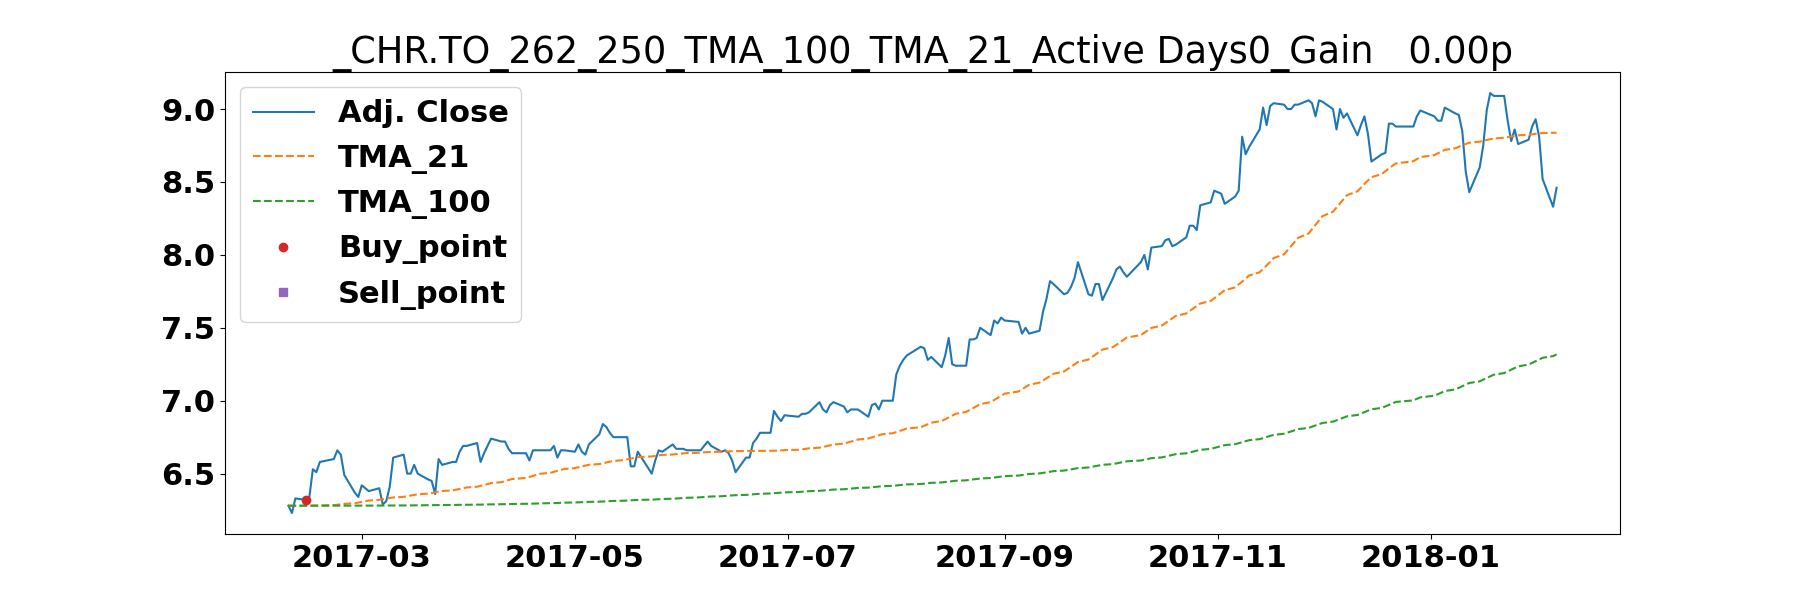 _CHR.TO_262_250_TMA_100_TMA_21_Active Days0_Gain   0.00p
Adj. Close
TMA_21
TMA_100
Buy_point
Sell_point
9.0
8.5
8.0
7.5
7.0
6.5
2017-03 2017-05 2017-07 2017-09 2017-11 2018-01